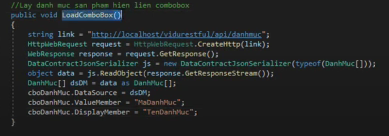 //Lay danh muc san pham hien lien combobox
public void LoadComboBox()
{
string link = "http://localhost/vidurestful/api/danhmuc";
HttpWebRequest request = HttpWebRequest.CreateHttp(link);
WebResponse response = request.GetResponse();
DataContractJsonSerializer js = new DataContractJsonSerializer(typeof(DanhMuc[]));
object data = js.ReadObject(response.GetResponseStream());
DanhMuc[] dsDM = data as DanhMuc[];
cboDanhMuc.DataSource = dsDM;
cboDanhMuc.ValueMember = "MaDanhMuc";
cboDanhMuc.DisplayMember = "TenDanhMuc";